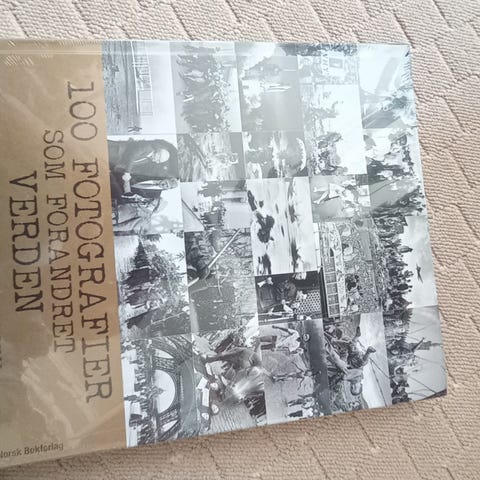 100 FOTOGRAFIER
SOM FORANDRET
VERDEN
Norsk Bokforlag